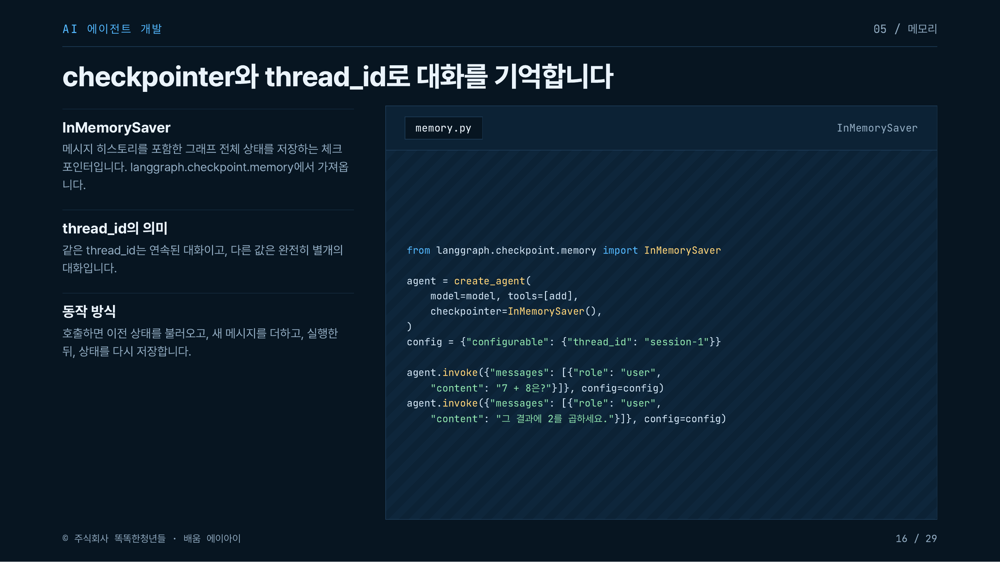 AI 에이전트 개발
05 / 메모리
checkpointer와 thread_id로 대화를 기억합니다
InMemorySaver
메시지 히스토리를 포함한 그래프 전체 상태를 저장하는 체크
포인터입니다. langgraph.checkpoint.memory에서 가져옵
니다.
thread_id의 의미
같은 thread_id는 연속된 대화이고, 다른 값은 완전히 별개의
대화입니다.
동작 방식
호출하면 이전 상태를 불러오고, 새 메시지를 더하고, 실행한
뒤, 상태를 다시 저장합니다.
memory.py
InMemorySaver
from langgraph.checkpoint.memory import InMemorySaver
agent = create_agent(
    model=model, tools=[add],
    checkpointer=InMemorySaver(),
)
config = {"configurable": {"thread_id": "session-1"}}
agent.invoke({"messages": [{"role": "user",
    "content": "7 + 8은?"}]}, config=config)
agent.invoke({"messages": [{"role": "user",
    "content": "그 결과에 2를 곱하세요."}]}, config=config)
© 주식회사 똑똑한청년들 · 배움 에이아이
16 / 29